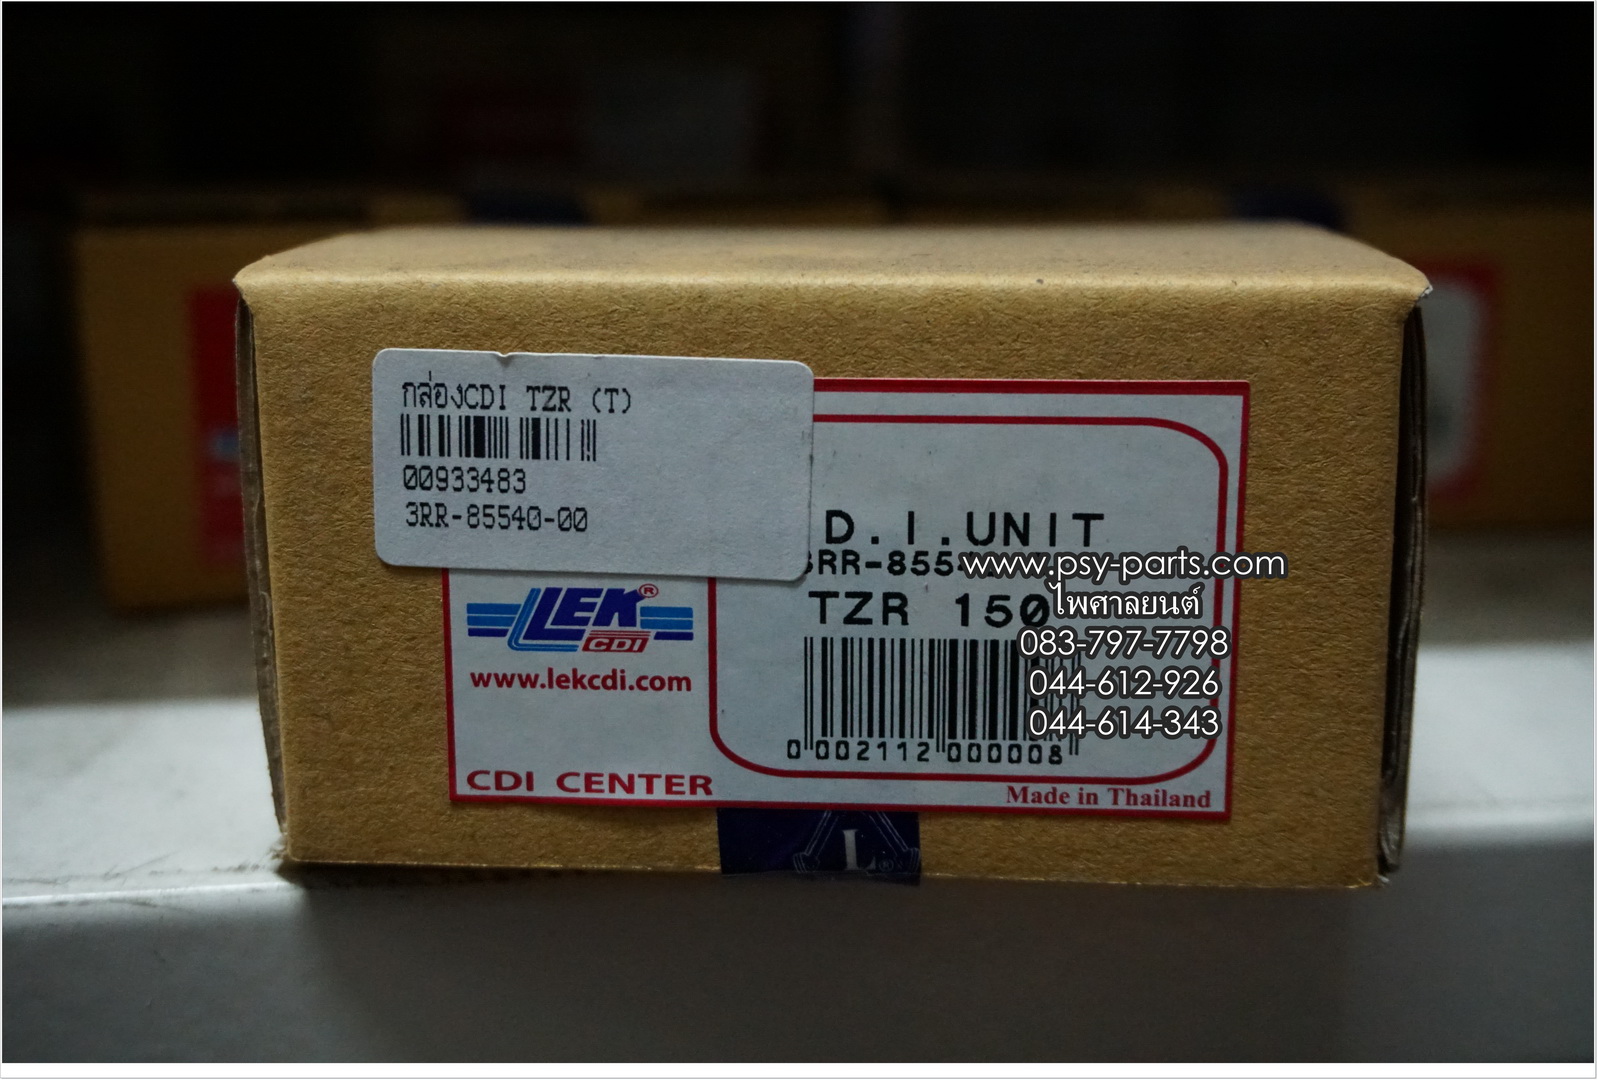 กล่องCDI TZR (T)
00933483
3RR-85540-00
D.I.UNIT
3RR-855
TZR 150
0 002112 000008
LEK®
CDI
www.lekcdi.com
CDI CENTER
Made in Thailand
L®
www.psy-parts.com
ไพศาลยนต์
083-797-7798
044-612-926
044-614-343